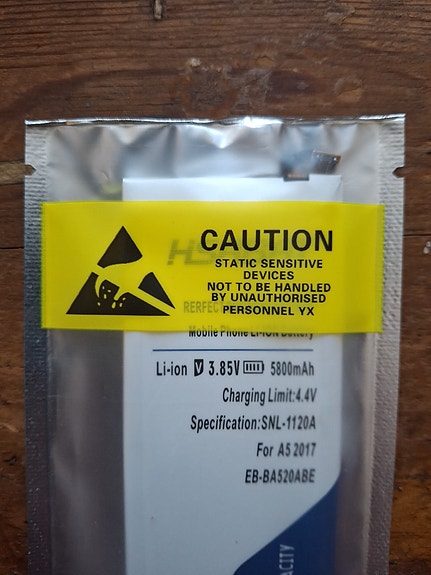 CAUTION
STATIC SENSITIVE
DEVICES
NOT TO BE HANDLED
BY UNAUTHORISED
PERSONNEL YX
Mobile Phone Li-ION Battery
Li-ion V 3.85V 5800mAh
Charging Limit:4.4V
Specification:SNL-1120A
For A5 2017
EB-BA520ABE